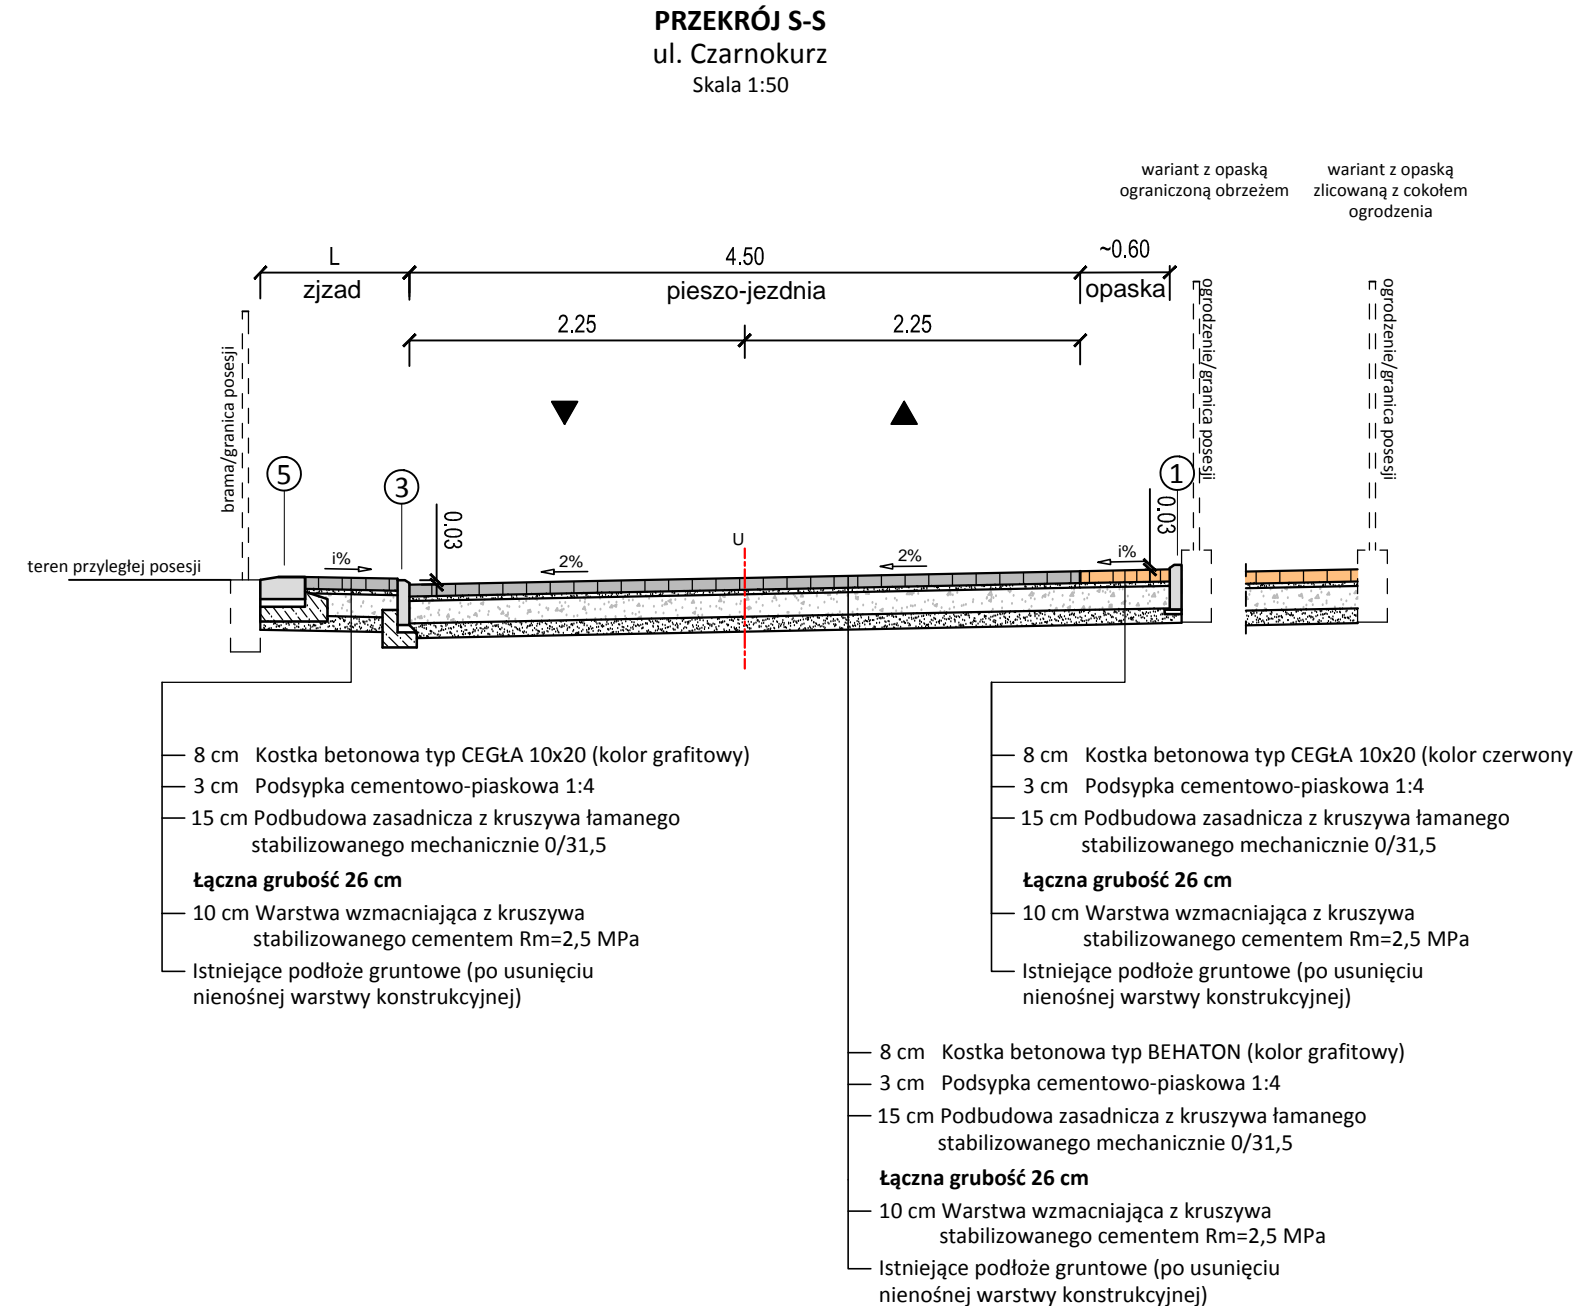 PRZEKRÓJ S-S
ul. Czarnokurz
Skala 1:50
wariant z opaską
ograniczoną obrzeżem
wariant z opaską
zlicowaną z cokołem
ogrodzenia
L
4.50
~0.60
zjzad
pieszo-jezdnia
opaska
2.25
2.25
brama/granica posesji
ogrodzenie/granica posesji
ogrodzenie/granica posesji
5
3
1
0.03
0.03
U
teren przyległej posesji
i%
2%
2%
i%
8 cm Kostka betonowa typ CEGŁA 10x20 (kolor grafitowy)
3 cm Podsypka cementowo-piaskowa 1:4
15 cm Podbudowa zasadnicza z kruszywa łamanego
stabilizowanego mechanicznie 0/31,5
Łączna grubość 26 cm
10 cm Warstwa wzmacniająca z kruszywa
stabilizowanego cementem Rm=2,5 MPa
Istniejące podłoże gruntowe (po usunięciu
nienośnej warstwy konstrukcyjnej)
8 cm Kostka betonowa typ CEGŁA 10x20 (kolor czerwony
3 cm Podsypka cementowo-piaskowa 1:4
15 cm Podbudowa zasadnicza z kruszywa łamanego
stabilizowanego mechanicznie 0/31,5
Łączna grubość 26 cm
10 cm Warstwa wzmacniająca z kruszywa
stabilizowanego cementem Rm=2,5 MPa
Istniejące podłoże gruntowe (po usunięciu
nienośnej warstwy konstrukcyjnej)
8 cm Kostka betonowa typ BEHATON (kolor grafitowy)
3 cm Podsypka cementowo-piaskowa 1:4
15 cm Podbudowa zasadnicza z kruszywa łamanego
stabilizowanego mechanicznie 0/31,5
Łączna grubość 26 cm
10 cm Warstwa wzmacniająca z kruszywa
stabilizowanego cementem Rm=2,5 MPa
Istniejące podłoże gruntowe (po usunięciu
nienośnej warstwy konstrukcyjnej)